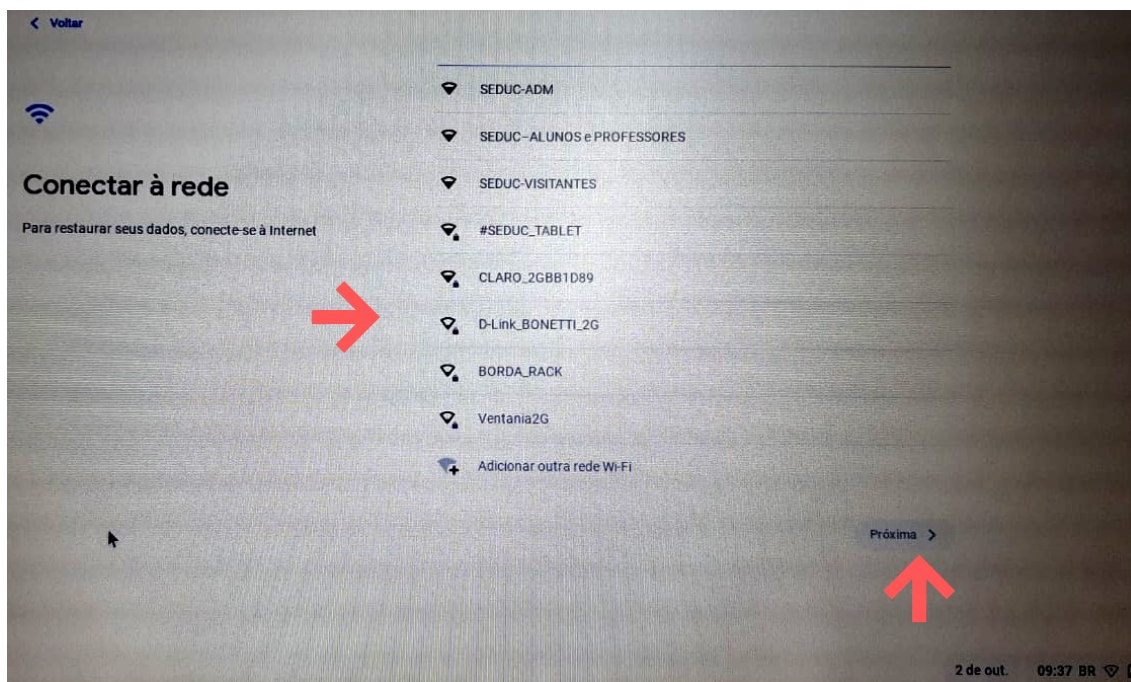 Voltar
Conectar à rede
Para restaurar seus dados, conecte-se à Internet
SEDUC-ADM
SEDUC-ALUNOS e PROFESSORES
SEDUC-VISITANTES
#SEDUC_TABLET
CLARO_2GBB1D89
D-Link_BONETTI_2G
BORDA_RACK
Ventania2G
Adicionar outra rede Wi-Fi
Próxima
2 de out. 09:37 BR